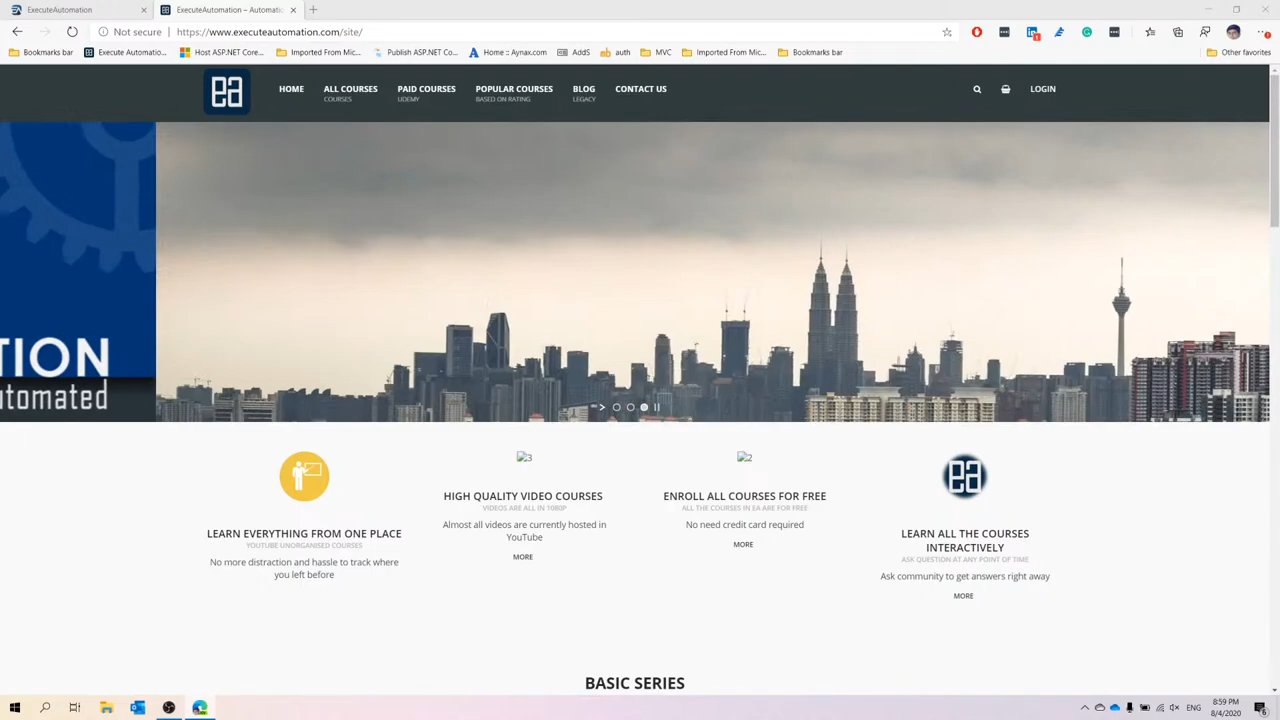 ExecuteAutomation
ExecuteAutomation – Automatio
Not secure
https://www.executeautomation.com/site/
Bookmarks bar
Execute Automatio...
Host ASP.NET Core...
Imported From Mic...
Publish ASP.NET Co...
Home :: Aynax.com
AddS
auth
MVC
Imported From Mic...
Bookmarks bar
Other favorites
ea
HOME
ALL COURSES
PAID COURSES
POPULAR COURSES
BLOG
CONTACT US
LOGIN
COURSES
UDEMY
BASED ON RATING
LEGACY
TION
utomated
3
2
ea
LEARN EVERYTHING FROM ONE PLACE
YOUTUBE UNORGANISED COURSES
No more distraction and hassle to track where
you left before
HIGH QUALITY VIDEO COURSES
VIDEOS ARE ALL IN 1080P
Almost all videos are currently hosted in
YouTube
MORE
ENROLL ALL COURSES FOR FREE
ALL THE COURSES IN EA ARE FOR FREE
No need credit card required
MORE
LEARN ALL THE COURSES
INTERACTIVELY
ASK QUESTION AT ANY POINT OF TIME
Ask community to get answers right away
MORE
BASIC SERIES
ENG
8:59 PM
8/4/2020